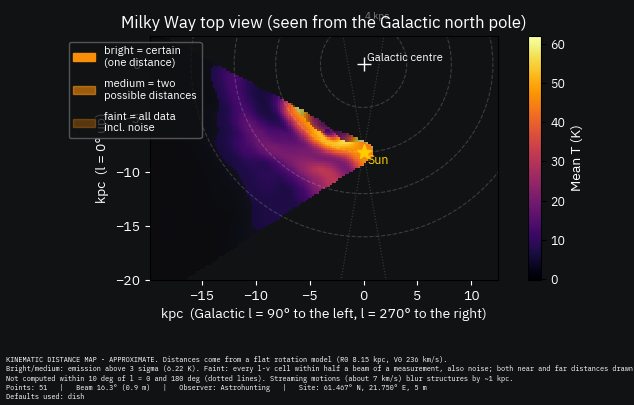 4 kpc
Milky Way top view (seen from the Galactic north pole)
bright = certain
(one distance)
medium = two
possible distances
faint = all data
incl. noise
Galactic centre
Sun
kpc (l = 0°
−10
−15
−20
−15
−10
−5
0
5
10
kpc (Galactic l = 90° to the left, l = 270° to the right)
60
50
40
30
20
10
0
Mean T (K)
KINEMATIC DISTANCE MAP - APPROXIMATE. Distances come from a flat rotation model (R0 8.15 kpc, V0 236 km/s).
Bright/medium: emission above 3 sigma (6.22 K). Faint: every l-v cell within half a beam of a measurement, also noise; both near and far distances drawn
Not computed within 10 deg of l = 0 and 180 deg (dotted lines). Streaming motions (about 7 km/s) blur structures by ~1 kpc.
Points: 51 | Beam 16.3° (0.9 m) | Observer: Astrohunting | Site: 61.467° N, 21.750° E, 5 m
Defaults used: dish